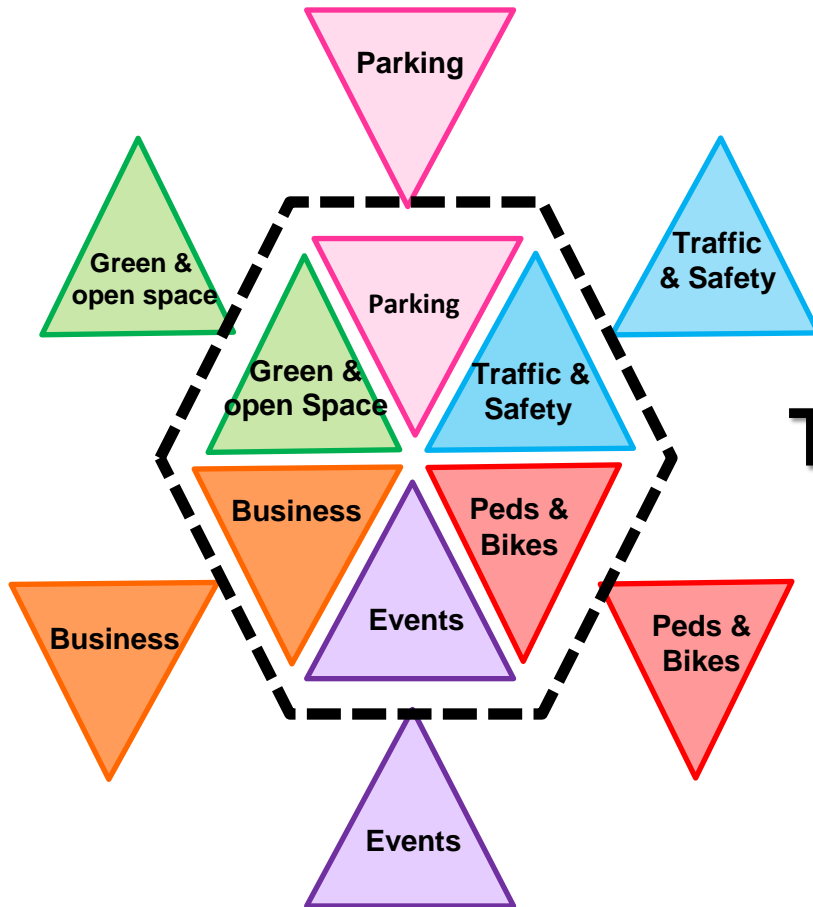 Parking
Green &
open space
Traffic
& Safety
Parking
Green &
open Space
Traffic &
Safety
T
Business
Peds &
Bikes
Events
Business
Peds &
Bikes
Events